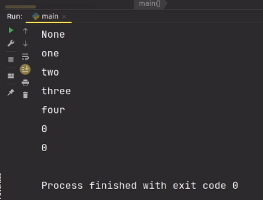 main()
Run:
main
None
one
two
three
four
0
0
Process finished with exit code 0